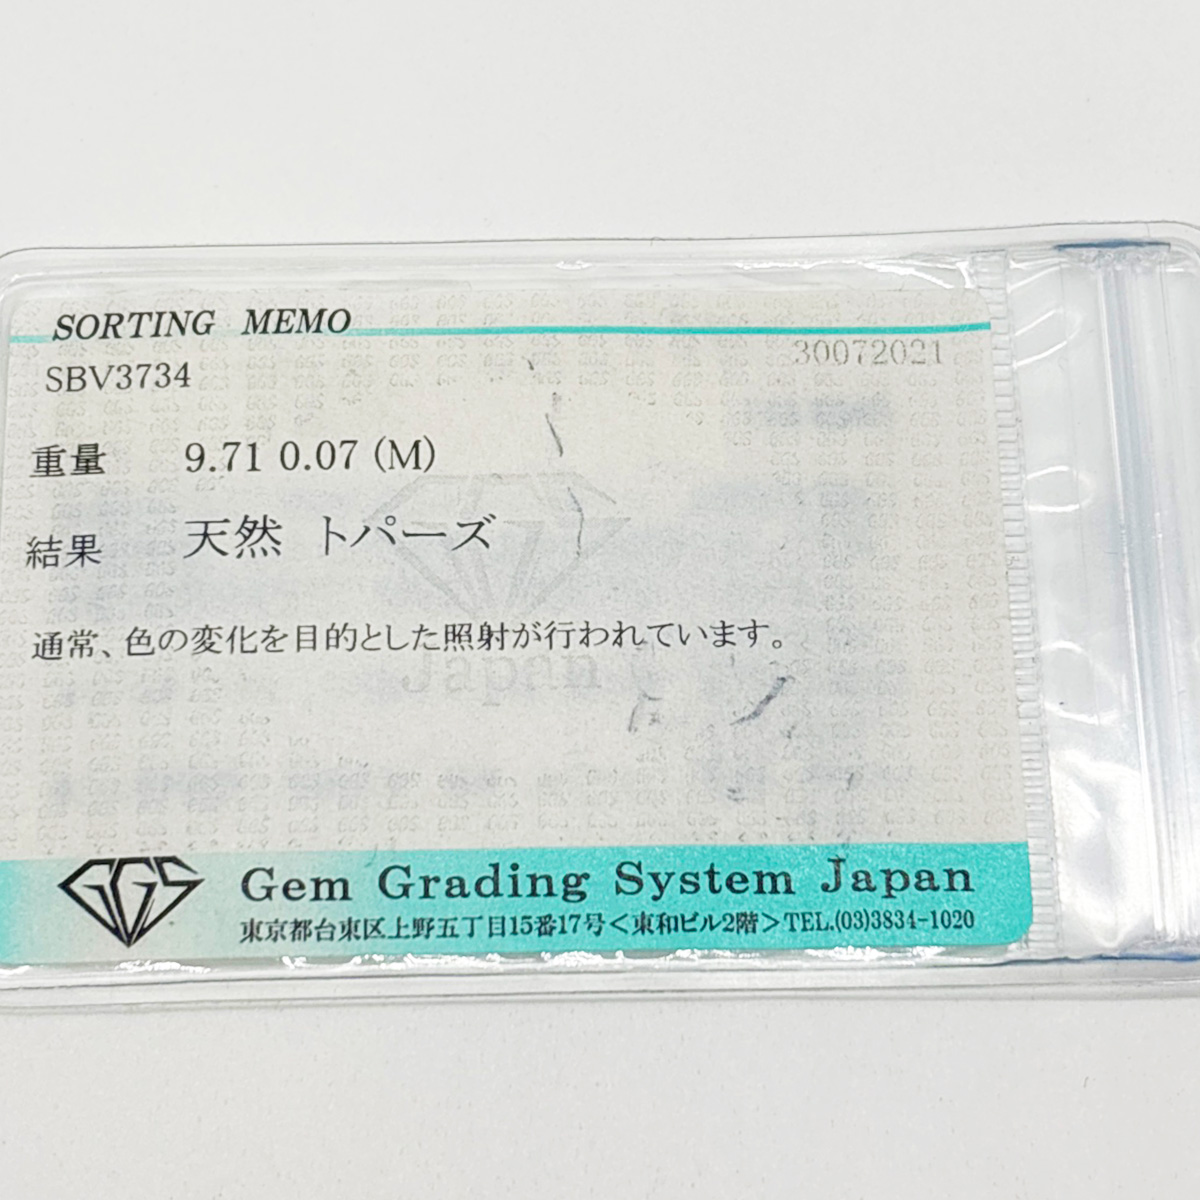 SORTING MEMO
30072021
SBV3734
重量 9.71 0.07 (M)
結果 天然 トパーズ
通常、色の変化を目的とした照射が行われています。
Japan
GGS Gem Grading System Japan
東京都台東区上野五丁目15番17号＜東和ビル2階＞TEL.(03)3834-1020